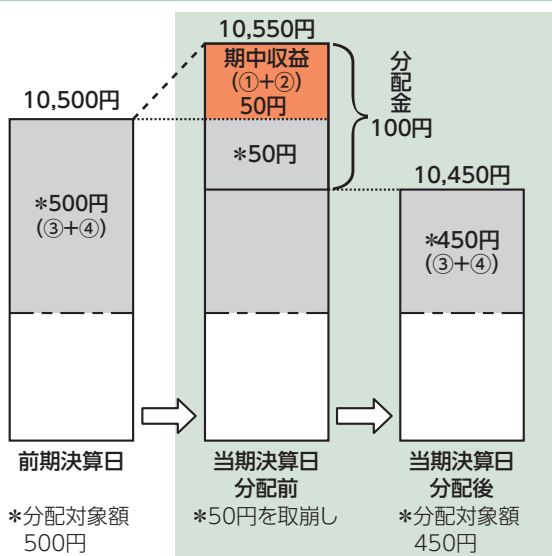 10,550円
期中収益
(①+②)
50円
分配金
100円
10,500円
*50円
10,450円
*500円
(③+④)
*450円
(③+④)
前期決算日
当期決算日
分配前
当期決算日
分配後
*分配対象額
500円
*50円を取崩し
*分配対象額
450円